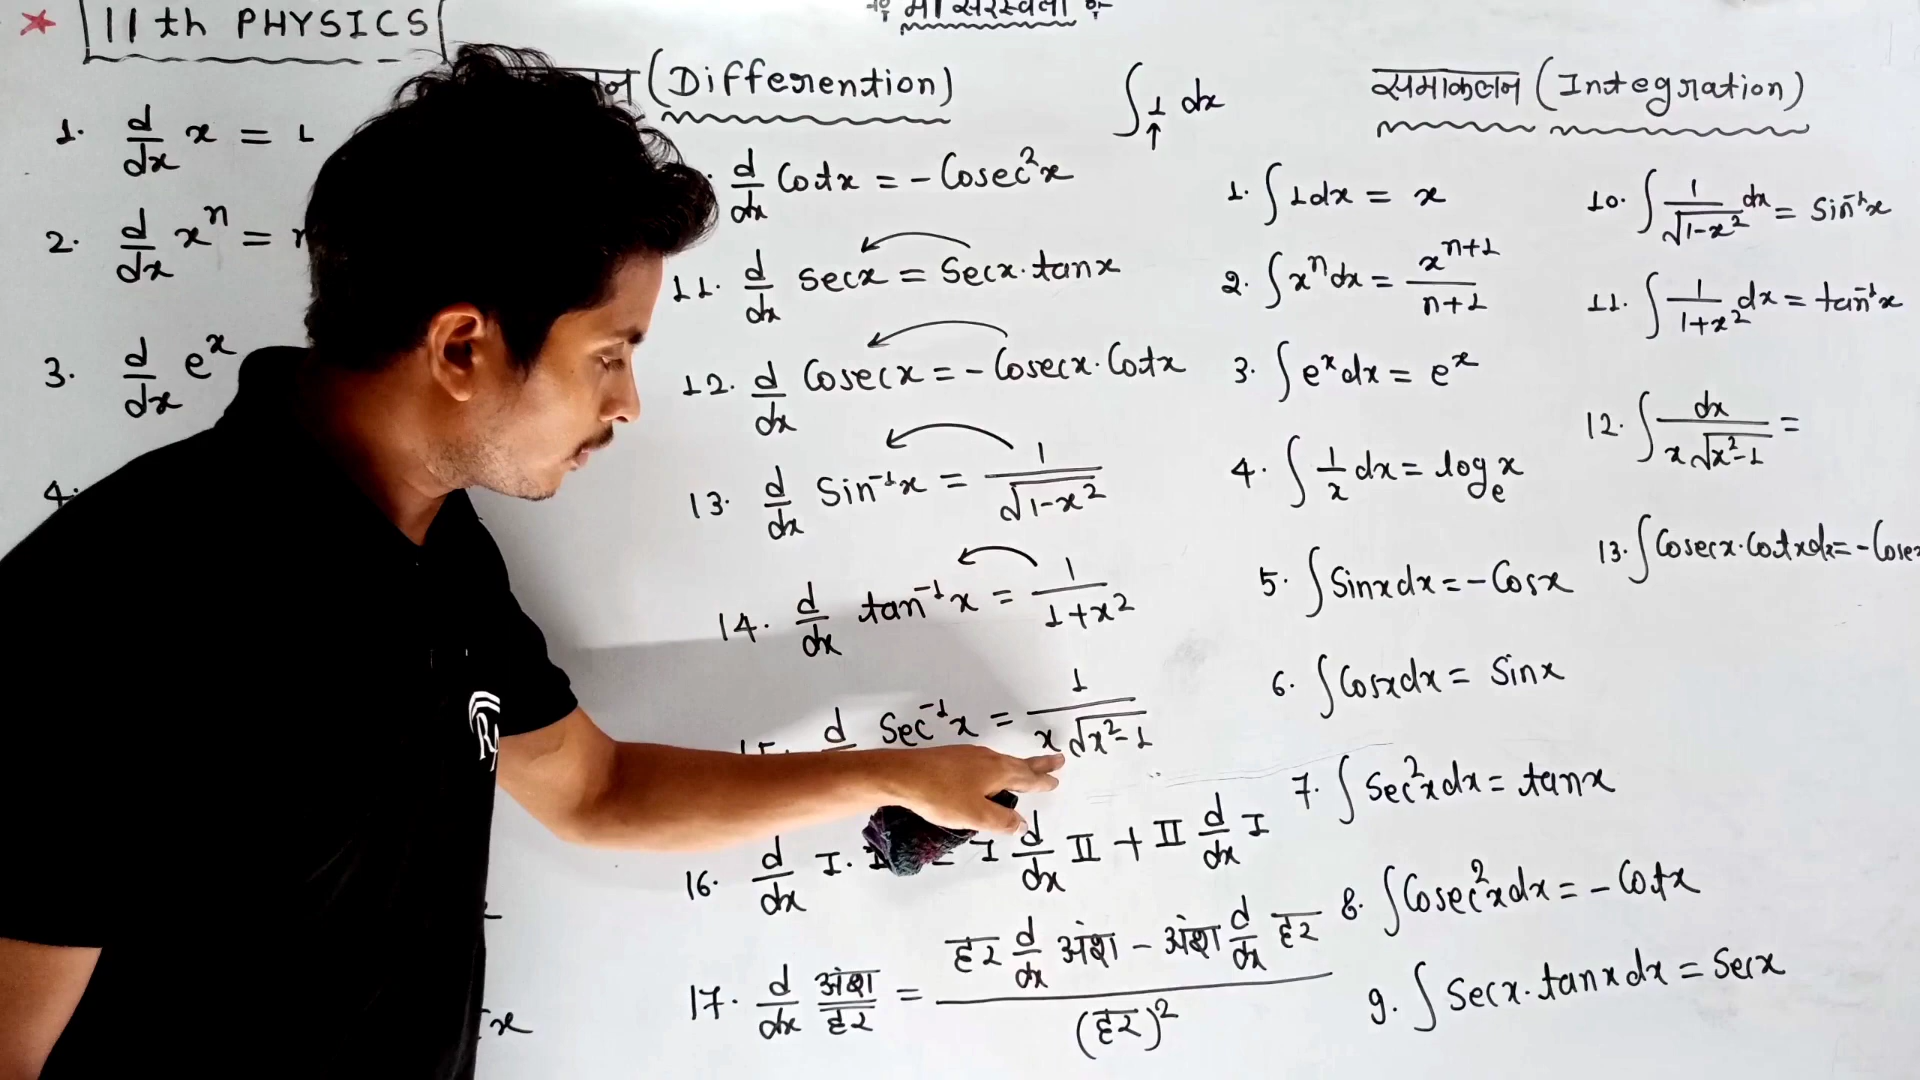 ★ 11th PHYSICS
माँ सरस्वती
(Differention)
1. d/dx x = 1
2. d/dx xⁿ =
3. d/dx eˣ
4.
d/dx Cotx = -Cosec²x
11. d/dx secx = Secx·tanx
12. d/dx Cosecx = -Cosecx·Cotx
13. d/dx Sin⁻¹x = 1/√(1-x²)
14. d/dx tan⁻¹x = 1/(1+x²)
15. d Sec⁻¹x = 1/(x√(x²-1))
16. d/dx I· = I d/dx II + II d/dx I
17. d/dx अंश/हर = (हर d/dx अंश - अंश d/dx हर)/(हर)²
∫1 dx
↑
समाकलन (Integration)
1. ∫1dx = x
2. ∫xⁿdx = xⁿ⁺¹/(n+1)
3. ∫eˣdx = eˣ
4. ∫1/x dx = logₑx
5. ∫Sinxdx = -Cosx
6. ∫Cosxdx = Sinx
7. ∫Sec²xdx = tanx
8. ∫Cosec²xdx = -Cotx
9. ∫Secx·tanxdx = Secx
10. ∫1/√(1-x²) dx = Sin⁻¹x
11. ∫1/(1+x²) dx = tan⁻¹x
12. ∫dx/(x√(x²-1)) =
13. ∫Cosecx·Cotxdx = -Cosex